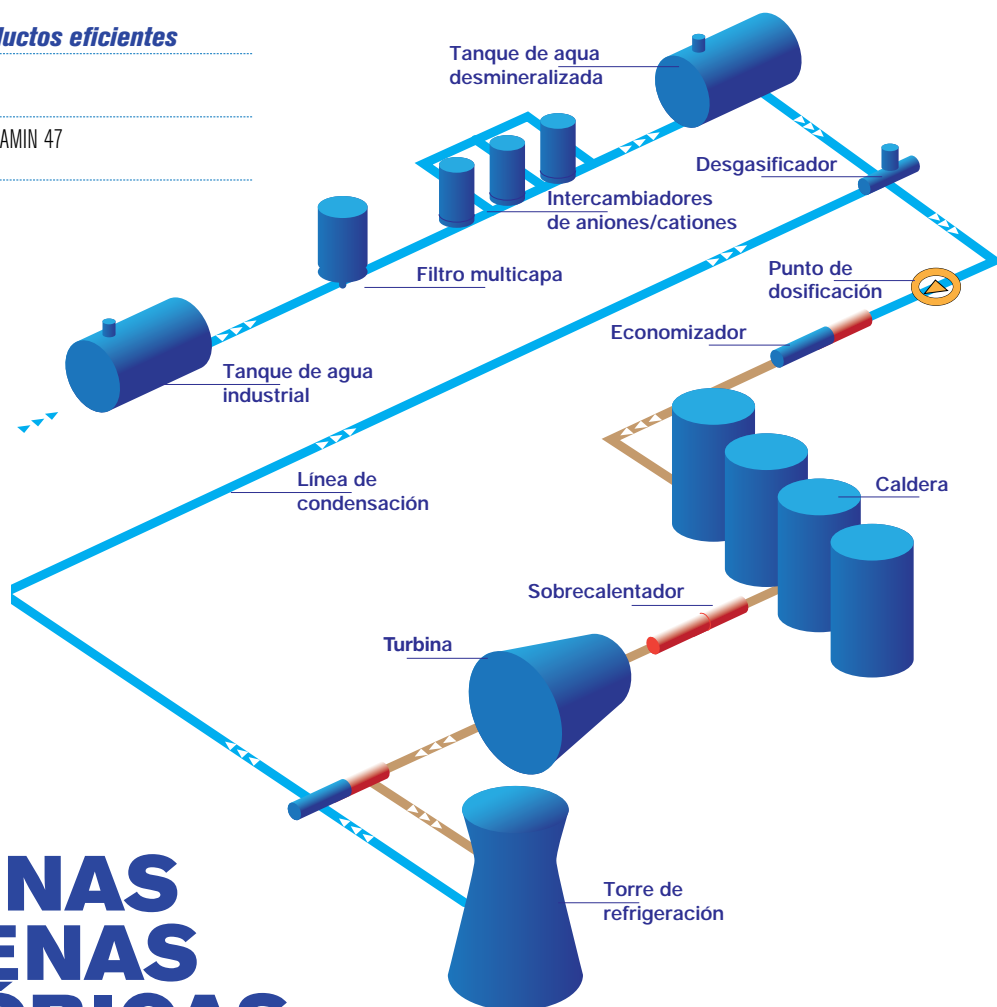 ductos eficientes
AMIN 47
Tanque de aqua
desmineralizada
Desgasificador
Intercambiadores
de aniones/cationes
Filtro multicapa
Punto de
dosificación
Economizador
Tanque de agua
industrial
Línea de
condensación
Caldera
Sobrecalentador
Turbina
Torre de
refrigeración
NAS
ENAS